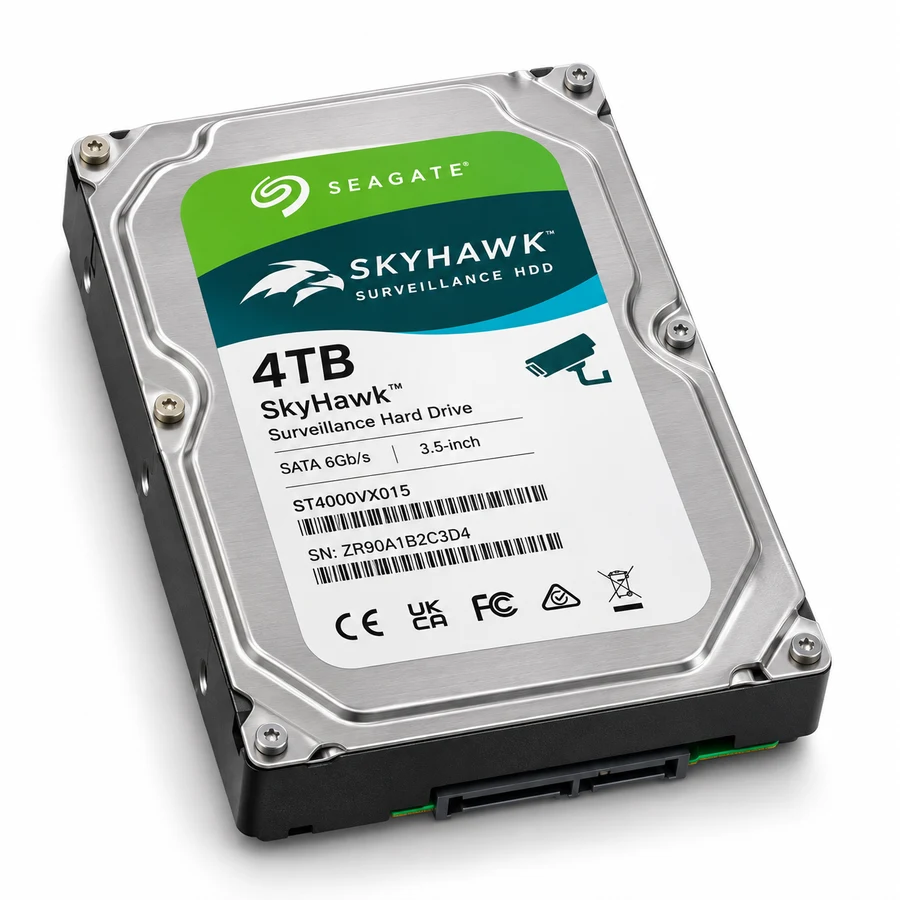 SEAGATE®
SKYHAWK™
SURVEILLANCE HDD
4TB
SkyHawk™
Surveillance Hard Drive
SATA 6Gb/s | 3.5-inch
ST4000VX015
SN: ZR90A1B2C3D4
CE UK CA FC